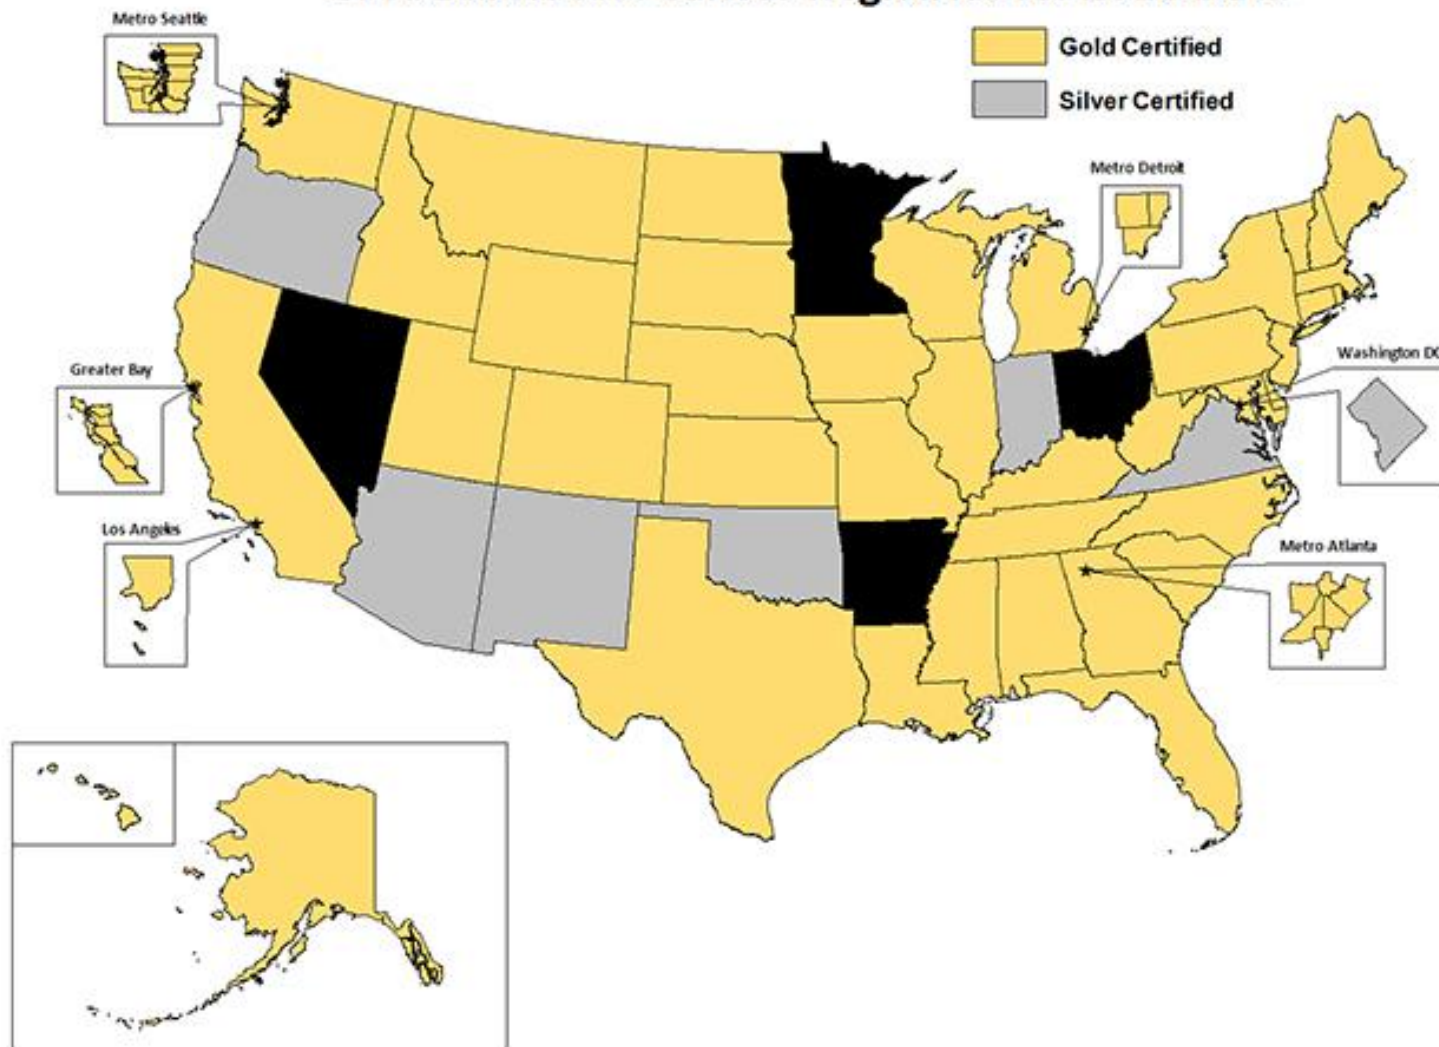 Metro Seattle
Gold Certified
Silver Certified
Metro Detroit
Washington DC
Greater Bay
Los Angeles
Metro Atlanta